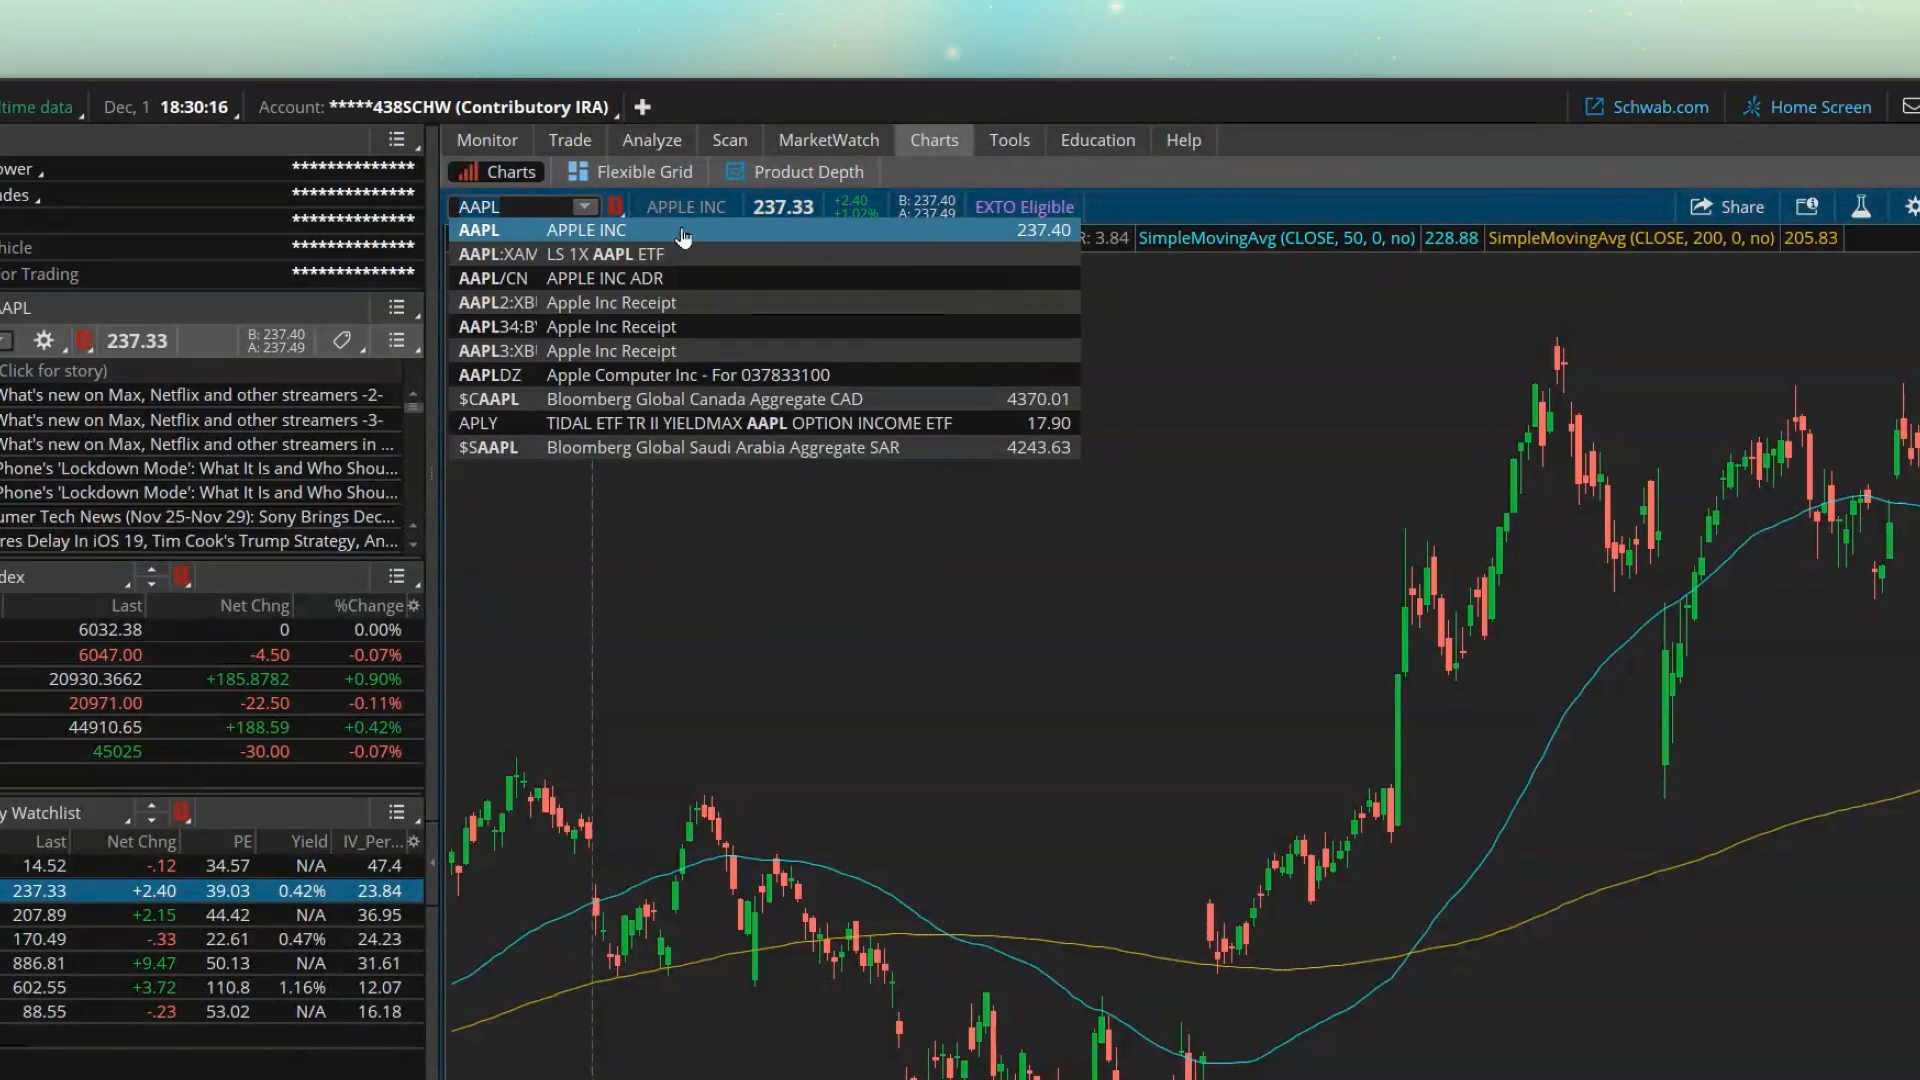 time data Dec, 1 18:30:16 Account: *****438SCHW (Contributory IRA) Schwab.com Home Screen
Monitor Trade Analyze Scan MarketWatch Charts Tools Education Help
Charts Flexible Grid Product Depth
AAPL APPLE INC 237.33 +2.40 +1.02% B: 237.40 A: 237.49 EXTO Eligible Share
R: 3.84 SimpleMovingAvg (CLOSE, 50, 0, no) 228.88 SimpleMovingAvg (CLOSE, 200, 0, no) 205.83
AAPL APPLE INC 237.40
AAPL:XAM LS 1X AAPL ETF
AAPL/CN APPLE INC ADR
AAPL2:XB Apple Inc Receipt
AAPL34:B Apple Inc Receipt
AAPL3:XB Apple Inc Receipt
AAPLDZ Apple Computer Inc - For 037833100
$CAAPL Bloomberg Global Canada Aggregate CAD 4370.01
APLY TIDAL ETF TR II YIELDMAX AAPL OPTION INCOME ETF 17.90
$SAAPL Bloomberg Global Saudi Arabia Aggregate SAR 4243.63
ower **************
ades **************
**************
hicle **************
For Trading **************
AAPL
237.33 B: 237.40 A: 237.49
Click for story)
What's new on Max, Netflix and other streamers -2-
What's new on Max, Netflix and other streamers -3-
What's new on Max, Netflix and other streamers in ...
Phone's 'Lockdown Mode': What It Is and Who Shou...
Phone's 'Lockdown Mode': What It Is and Who Shou...
umer Tech News (Nov 25-Nov 29): Sony Brings Dec...
res Delay In iOS 19, Tim Cook's Trump Strategy, An...
dex
Last Net Chng %Change
6032.38 0 0.00%
6047.00 -4.50 -0.07%
20930.3662 +185.8782 +0.90%
20971.00 -22.50 -0.11%
44910.65 +188.59 +0.42%
45025 -30.00 -0.07%
y Watchlist
Last Net Chng PE Yield IV_Per...
14.52 -.12 34.57 N/A 47.4
237.33 +2.40 39.03 0.42% 23.84
207.89 +2.15 44.42 N/A 36.95
170.49 -.33 22.61 0.47% 24.23
886.81 +9.47 50.13 N/A 31.61
602.55 +3.72 110.8 1.16% 12.07
88.55 -.23 53.02 N/A 16.18